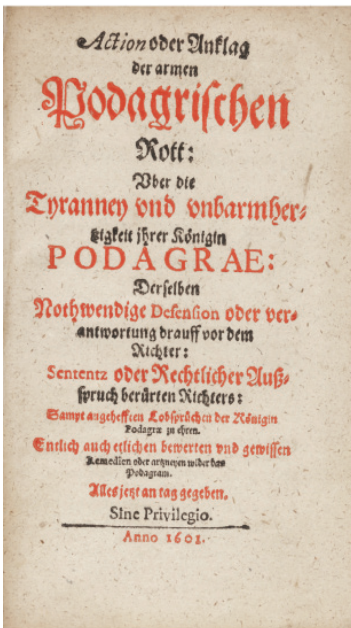 Action oder Anklag
der armen
Podagrischen
Rott:
Vber die
Tyranney vnd vnbarmher-
tzigkeit jhrer Königin
PODAGRAE:
Derselben
Nothwendige Defension oder ver-
antwortung drauff vor dem
Richter:
Sententz oder Rechtlicher Auß-
spruch berürten Richters:
Sampt angehefften Lobsprüchen der Königin
Podagræ zu ehren.
Entlich auch etlichen bewerten vnd gewissen
Remedien oder artzneyen wider das
Podagram.
Alles jetzt an tag gegeben.
Sine Privilegio.
Anno 1601.